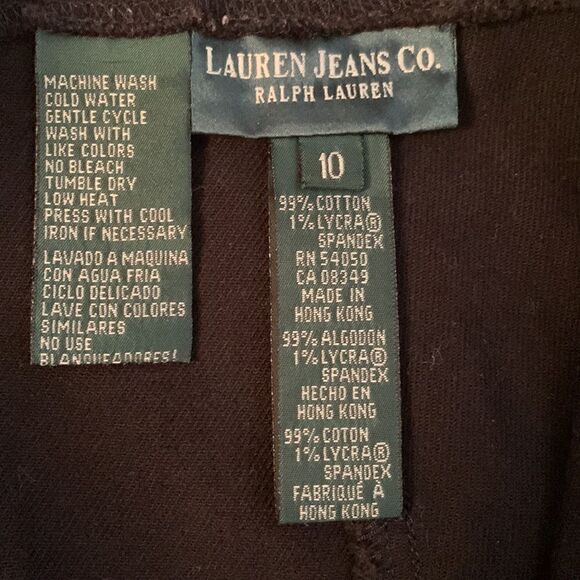 LAUREN JEANS CO.
RALPH LAUREN
10
MACHINE WASH
COLD WATER
GENTLE CYCLE
WASH WITH
LIKE COLORS
NO BLEACH
TUMBLE DRY
LOW HEAT
PRESS WITH COOL
IRON IF NECESSARY
LAVADO A MAQUINA
CON AGUA FRIA
CICLO DELICADO
LAVE CON COLORES
SIMILARES
NO USE
BLANQUEADORES!
99% COTTON
1% LYCRA®
SPANDEX
RN 54050
CA 08349
MADE IN
HONG KONG
99% ALGODON
1% LYCRA®
SPANDEX
HECHO EN
HONG KONG
99% COTON
1% LYCRA®
SPANDEX
FABRIQUÉ À
HONG KONG